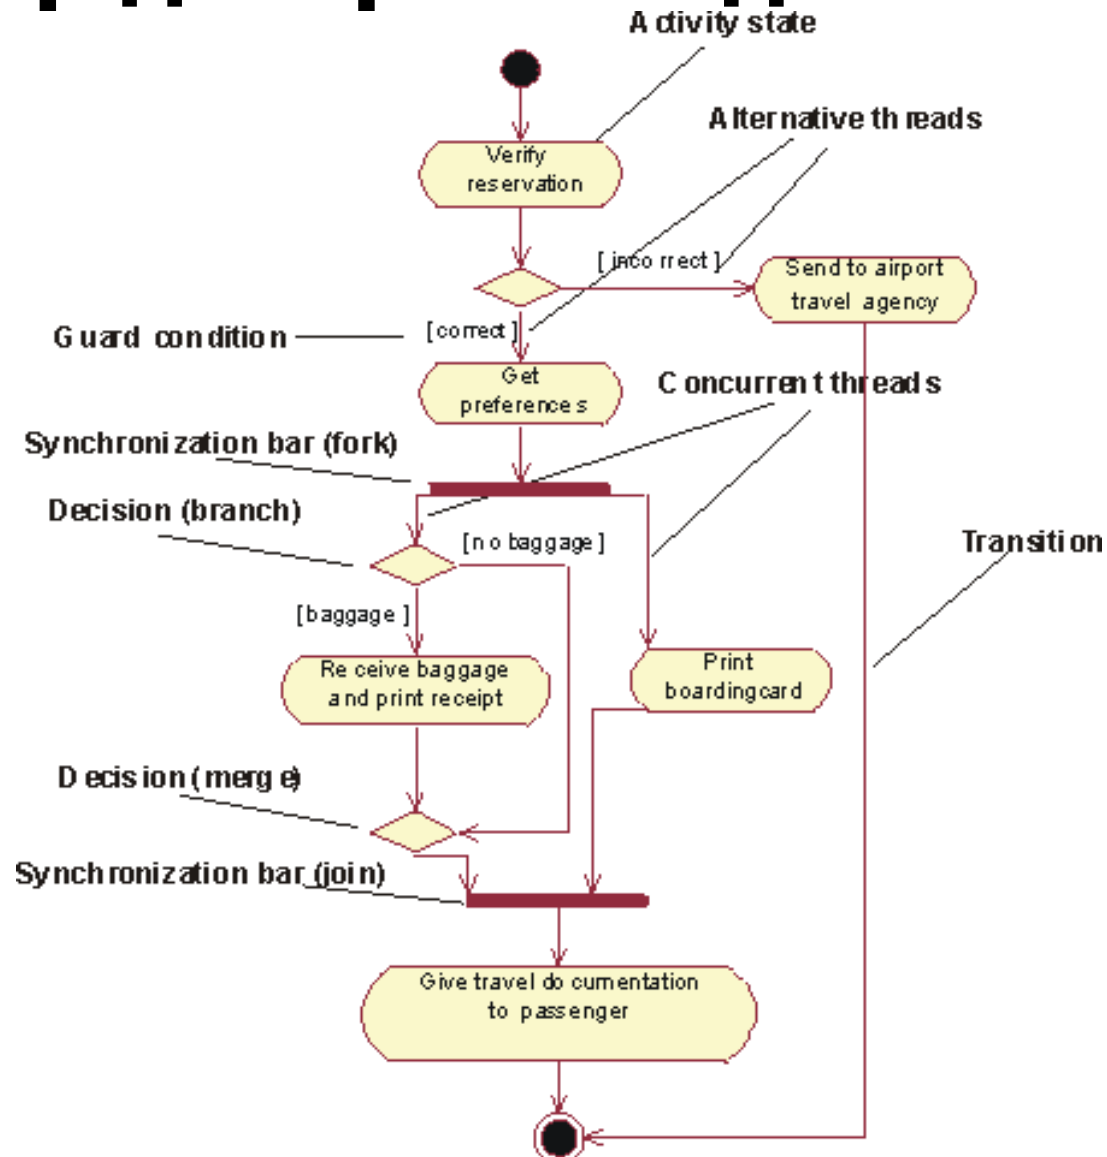 Activity state
Alternative threads
Verify
reservation
[incorrect]
Send to airport
travel agency
Guard condition
[correct]
Get
preferences
Concurrent threads
Synchronization bar (fork)
Decision (branch)
[no baggage]
Transition
[baggage]
Receive baggage
and print receipt
Print
boardingcard
Decision (merge)
Synchronization bar (join)
Give travel documentation
to passenger